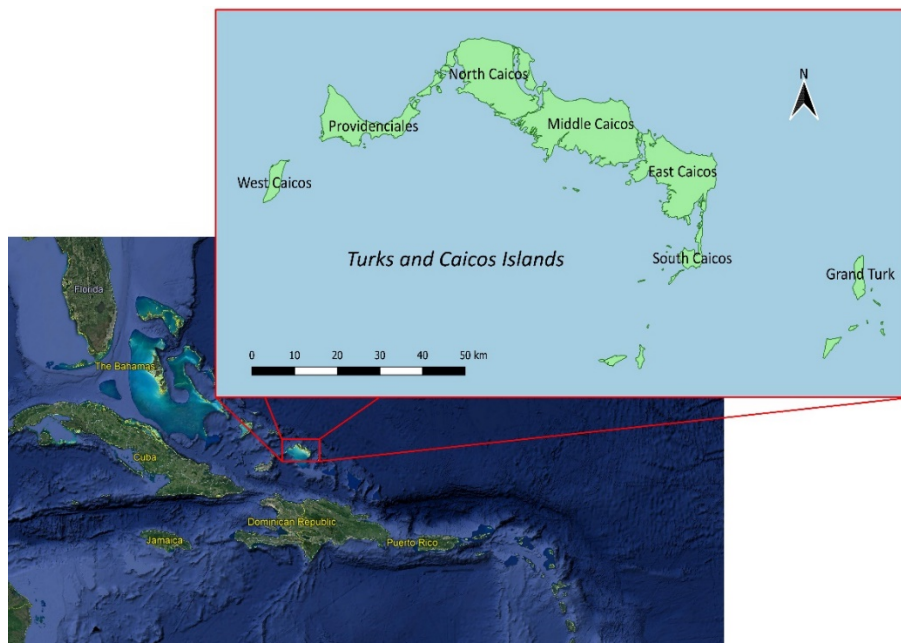 N
North Caicos
Providenciales
Middle Caicos
West Caicos
East Caicos
Turks and Caicos Islands
South Caicos
Grand Turk
0 10 20 30 40 50 km
Florida
The Bahamas
Cuba
Dominican Republic
Jamaica
Puerto Rico